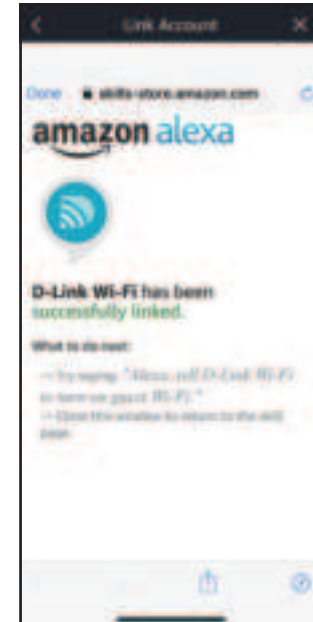 Link Account
Done skills-store.amazon.com
amazon alexa
D-Link Wi-Fi has been
successfully linked.
What to do next:
→ Try saying, "Alexa, tell D-Link Wi-Fi
to turn on guest Wi-Fi."
→ Close this window to return to the skill
page.